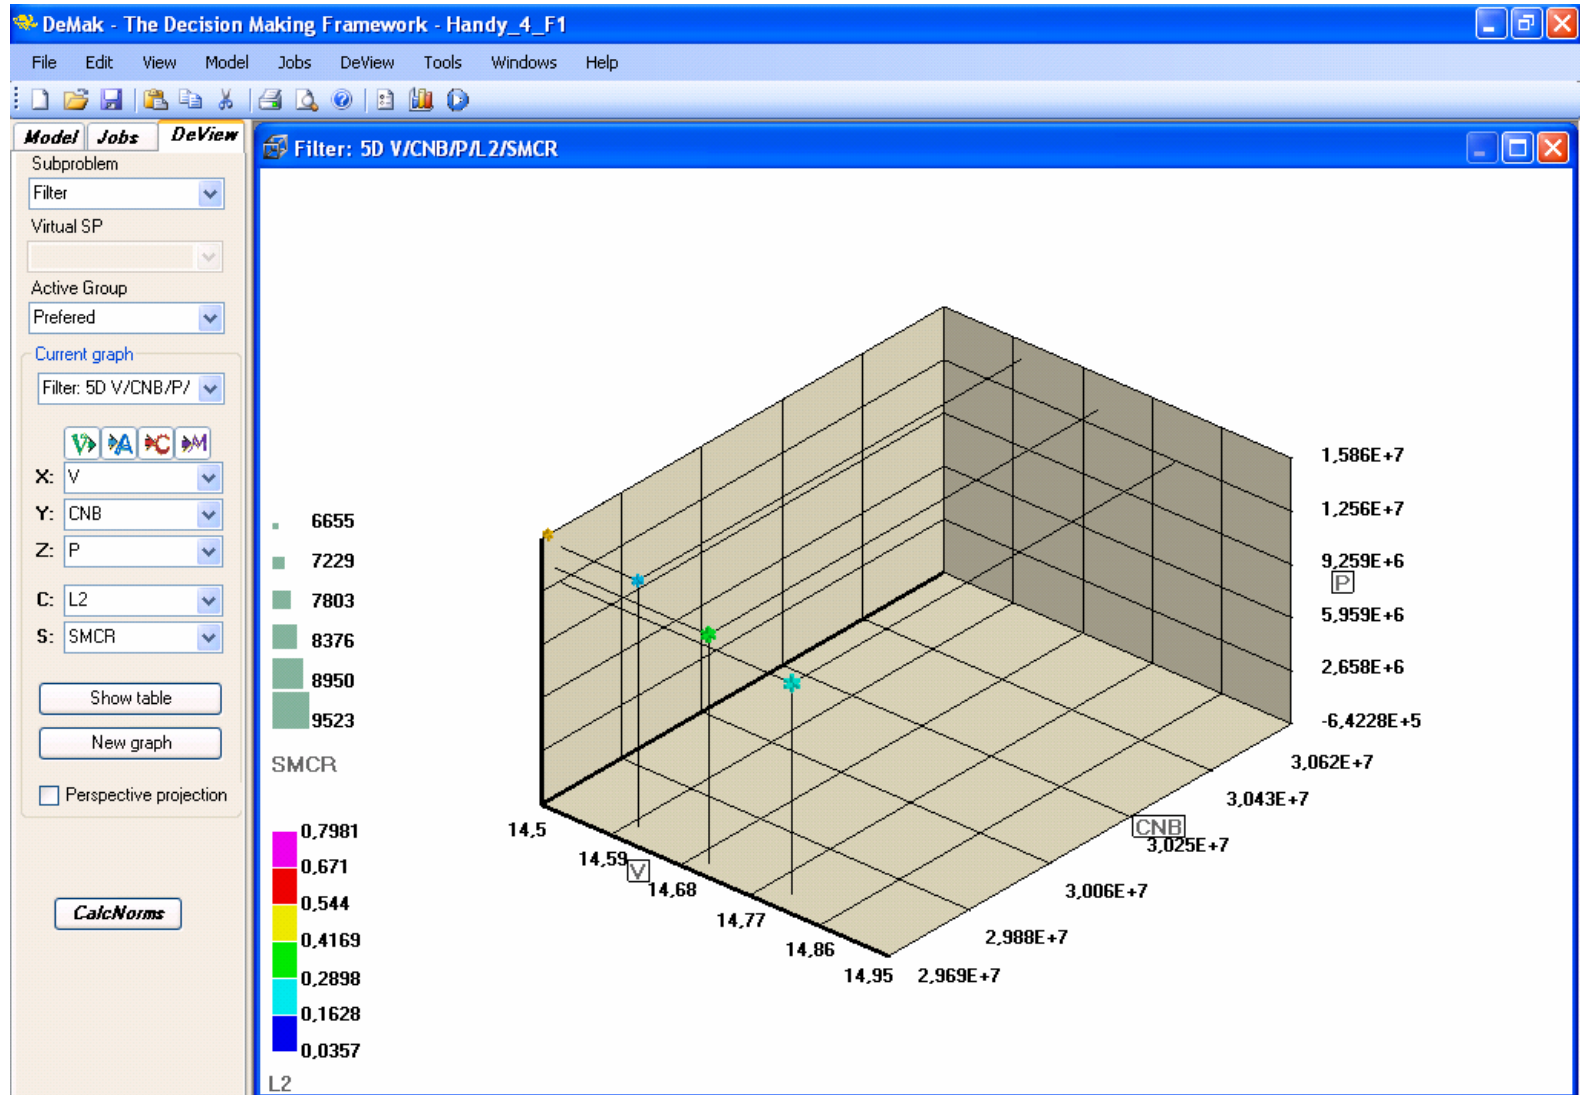 DeMak - The Decision Making Framework - Handy_4_F1
File Edit View Model Jobs DeView Tools Windows Help
Model Jobs DeView
Filter: 5D V/CNB/P/L2/SMCR
Subproblem
Filter
Virtual SP
Active Group
Prefered
Current graph
Filter: 5D V/CNB/P/
V A C M
X: V
Y: CNB
Z: P
C: L2
S: SMCR
Show table
New graph
Perspective projection
CalcNorms
6655
7229
7803
8376
8950
9523
SMCR
0,7981
0,671
0,544
0,4169
0,2898
0,1628
0,0357
L2
1,586E+7
1,256E+7
9,259E+6
P
5,959E+6
2,658E+6
-6,4228E+5
3,062E+7
3,043E+7
CNB
3,025E+7
3,006E+7
2,988E+7
2,969E+7
14,5
14,59
V
14,68
14,77
14,86
14,95